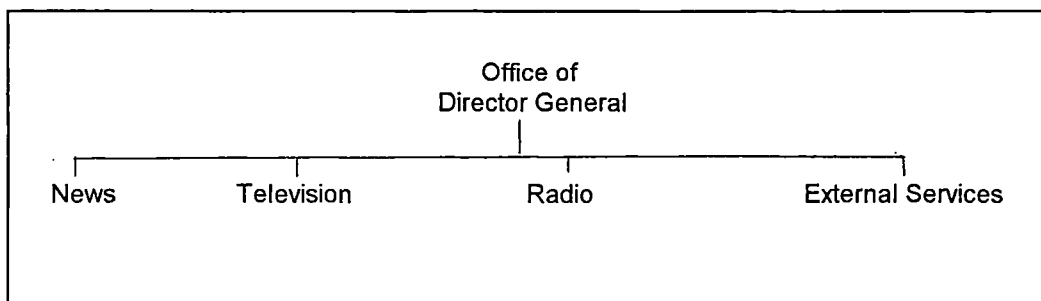 Office of
Director General
News Television Radio External Services